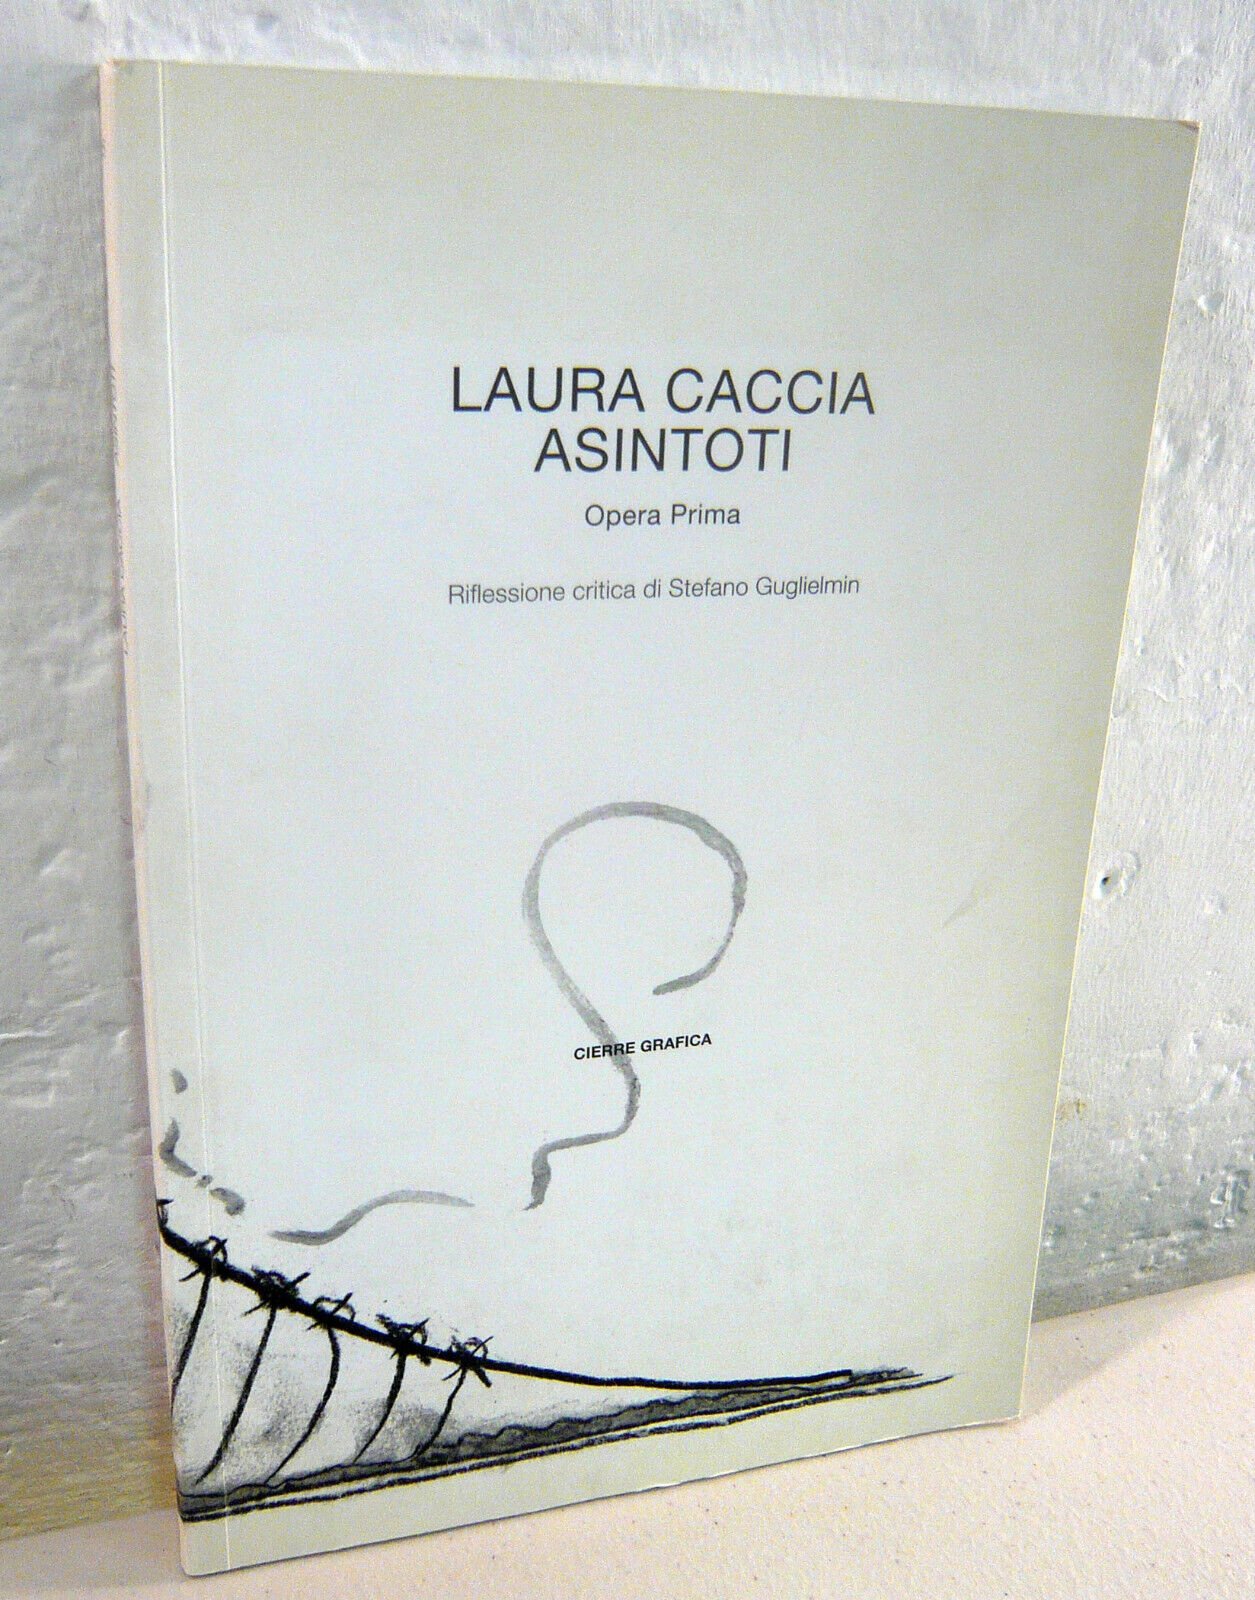 LAURA CACCIA
ASINTOTI
Opera Prima
Riflessione critica di Stefano Guglielmin
CIERRE GRAFICA